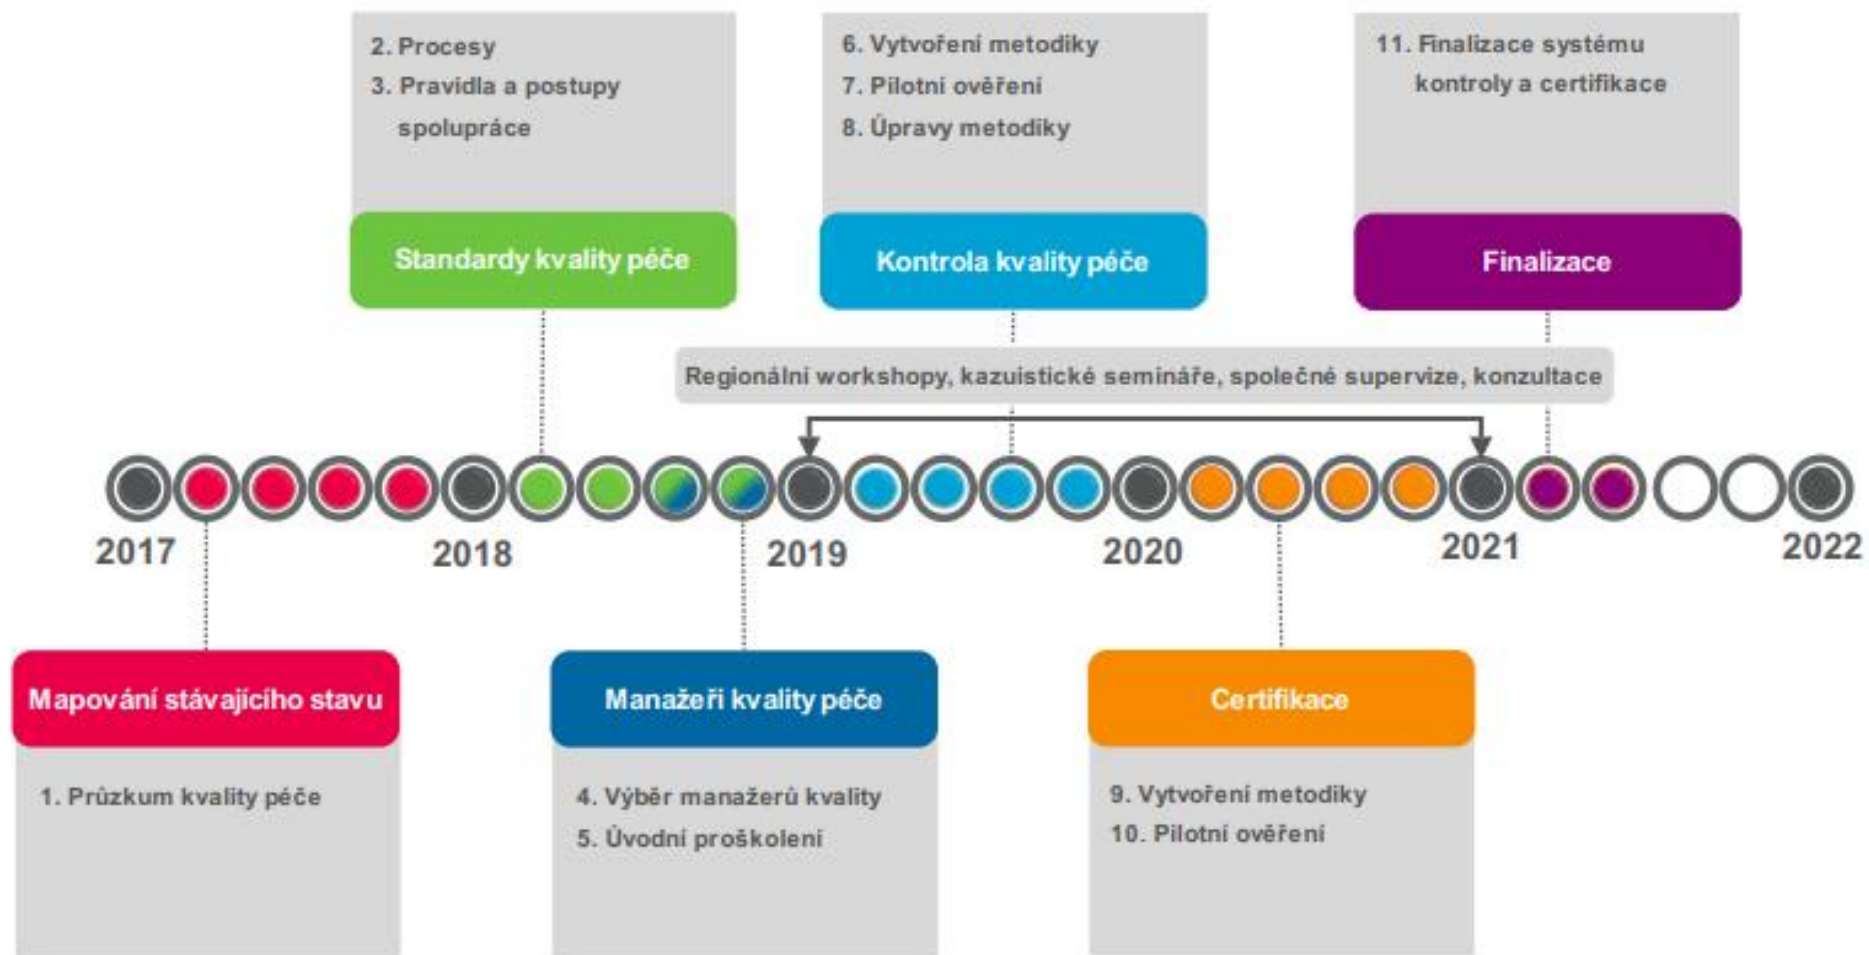 2. Procesy
3. Pravidla a postupy
spolupráce
Standardy kvality péče
6. Vytvoření metodiky
7. Pilotní ověření
8. Úpravy metodiky
Kontrola kvality péče
11. Finalizace systému
kontroly a certifikace
Finalizace
Regionální workshopy, kazuistické semináře, společné supervize, konzultace
2017
2018
2019
2020
2021
2022
Mapování stávajícího stavu
1. Průzkum kvality péče
Manažeři kvality péče
4. Výběr manažerů kvality
5. Úvodní proškolení
Certifikace
9. Vytvoření metodiky
10. Pilotní ověření